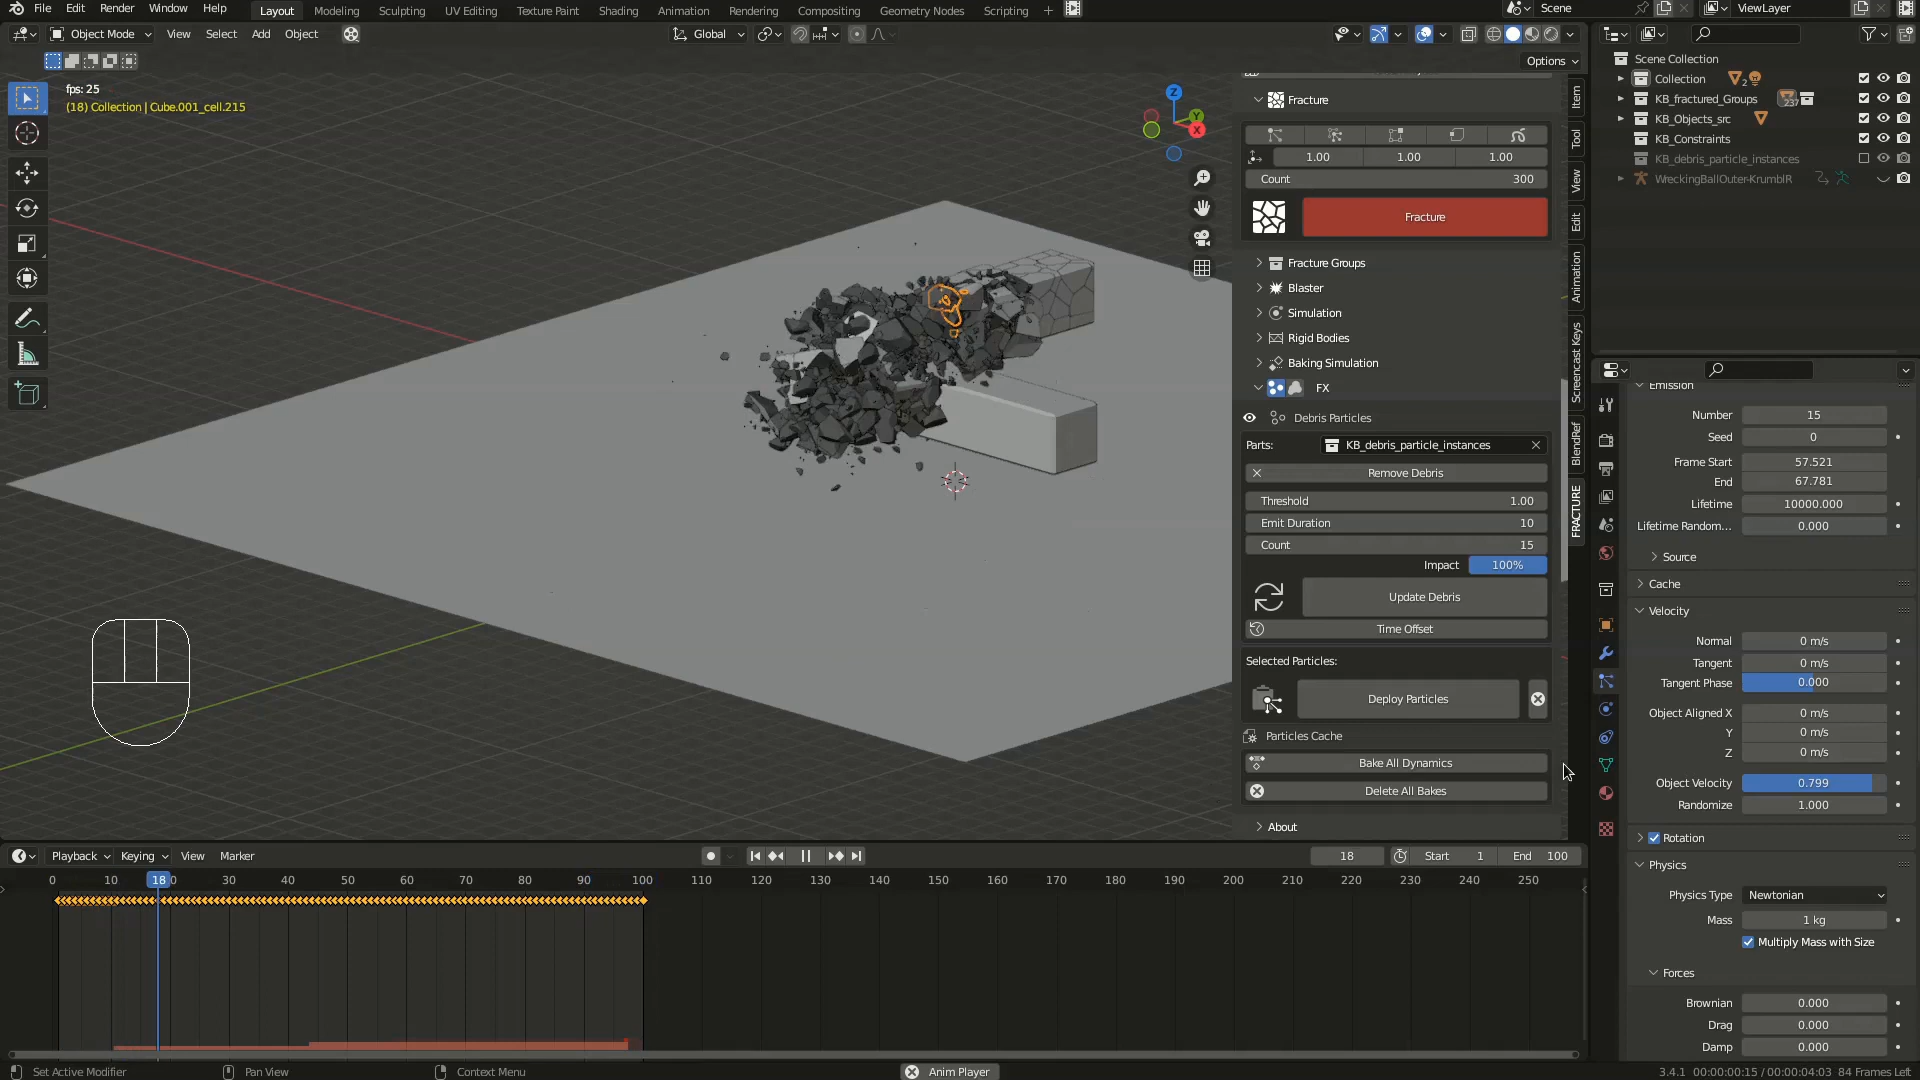 File Edit Render Window Help
Layout Modeling Sculpting UV Editing Texture Paint Shading Animation Rendering Compositing Geometry Nodes Scripting +
Scene
ViewLayer
Object Mode View Select Add Object
Global
Options
fps: 25
(18) Collection | Cube.001_cell.215
Z
Y
X
Fracture
1.00 1.00 1.00
Count 300
Fracture
Fracture Groups
Blaster
Simulation
Rigid Bodies
Baking Simulation
FX
Debris Particles
Parts: KB_debris_particle_instances
Remove Debris
Threshold 1.00
Emit Duration 10
Count 15
Impact 100%
Update Debris
Time Offset
Selected Particles:
Deploy Particles
Particles Cache
Bake All Dynamics
Delete All Bakes
About
Item
Tool
View
Edit
Animation
Screencast Keys
BlendRef
FRACTURE
Scene Collection
Collection 2
KB_fractured_Groups 237
KB_Objects_src
KB_Constraints
KB_debris_particle_instances
WreckingBallOuter-KrumblR
Emission
Number 15
Seed 0
Frame Start 57.521
End 67.781
Lifetime 10000.000
Lifetime Random... 0.000
Source
Cache
Velocity
Normal 0 m/s
Tangent 0 m/s
Tangent Phase 0.000
Object Aligned X 0 m/s
Y 0 m/s
Z 0 m/s
Object Velocity 0.799
Randomize 1.000
Rotation
Physics
Physics Type Newtonian
Mass 1 kg
Multiply Mass with Size
Forces
Brownian 0.000
Drag 0.000
Damp 0.000
Playback Keying View Marker
18 Start 1 End 100
0 10 18 0 30 40 50 60 70 80 90 100 110 120 130 140 150 160 170 180 190 200 210 220 230 240 250
Set Active Modifier Pan View Context Menu Anim Player 3.4.1 00:00:00:15 / 00:00:04:03 84 Frames Left